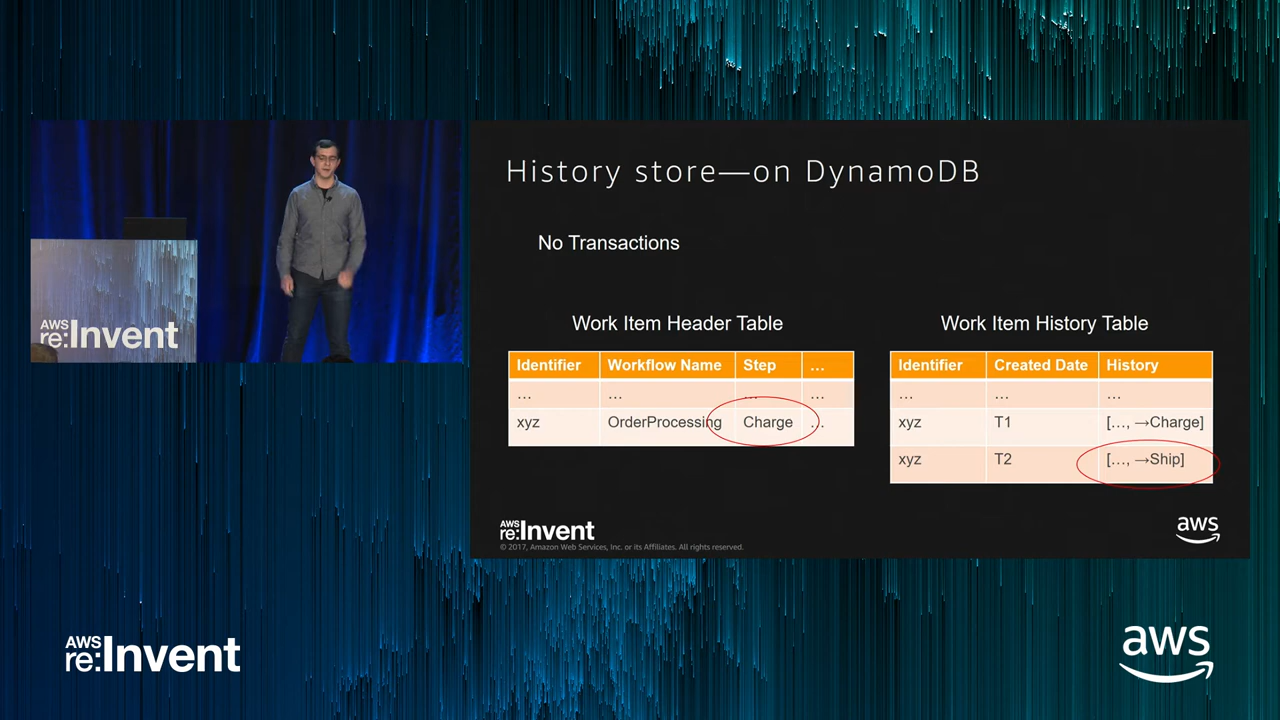 AWS
re:Invent
History store—on DynamoDB
No Transactions
Work Item Header Table
Identifier Workflow Name Step …
… … … …
xyz OrderProcessing Charge …
Work Item History Table
Identifier Created Date History
… … …
xyz T1 […, →Charge]
xyz T2 […, →Ship]
AWS
re:Invent
© 2017, Amazon Web Services, Inc. or its Affiliates. All rights reserved.
aws
AWS
re:Invent
aws